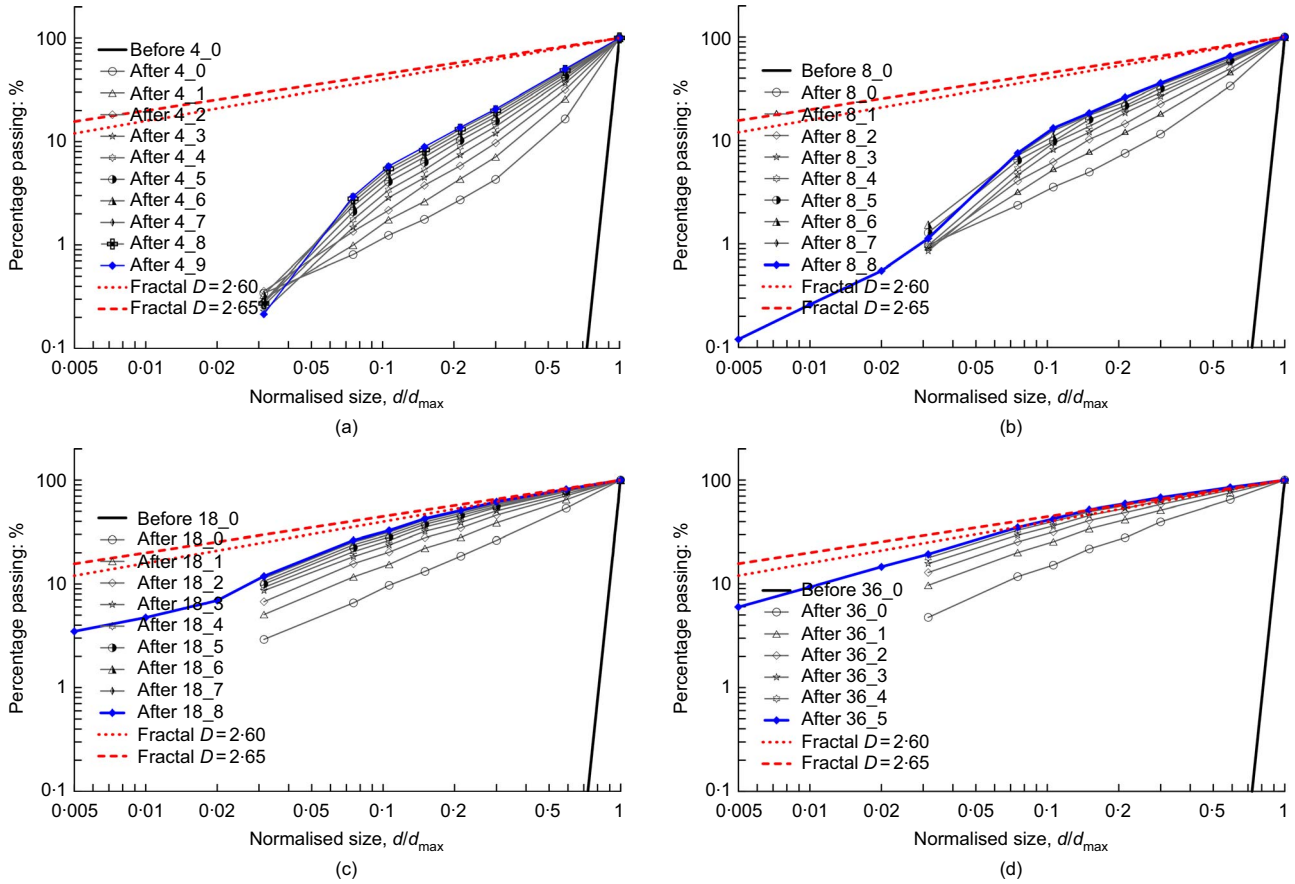 100
10
1
0·1
Percentage passing: %
Before 4_0
After 4_0
After 4_1
After 4_2
After 4_3
After 4_4
After 4_5
After 4_6
After 4_7
After 4_8
After 4_9
Fractal D = 2·60
Fractal D = 2·65
0·005 0·01 0·02 0·05 0·1 0·2 0·5 1
Normalised size, d/dmax
(a)
100
10
1
0·1
Percentage passing: %
Before 8_0
After 8_0
After 8_1
After 8_2
After 8_3
After 8_4
After 8_5
After 8_6
After 8_7
After 8_8
Fractal D = 2·60
Fractal D = 2·65
0·005 0·01 0·02 0·05 0·1 0·2 0·5 1
Normalised size, d/dmax
(b)
100
10
1
0·1
Percentage passing: %
Before 18_0
After 18_0
After 18_1
After 18_2
After 18_3
After 18_4
After 18_5
After 18_6
After 18_7
After 18_8
Fractal D = 2·60
Fractal D = 2·65
0·005 0·01 0·02 0·05 0·1 0·2 0·5 1
Normalised size, d/dmax
(c)
100
10
1
0·1
Percentage passing: %
Before 36_0
After 36_0
After 36_1
After 36_2
After 36_3
After 36_4
After 36_5
Fractal D = 2·60
Fractal D = 2·65
0·005 0·01 0·02 0·05 0·1 0·2 0·5 1
Normalised size, d/dmax
(d)